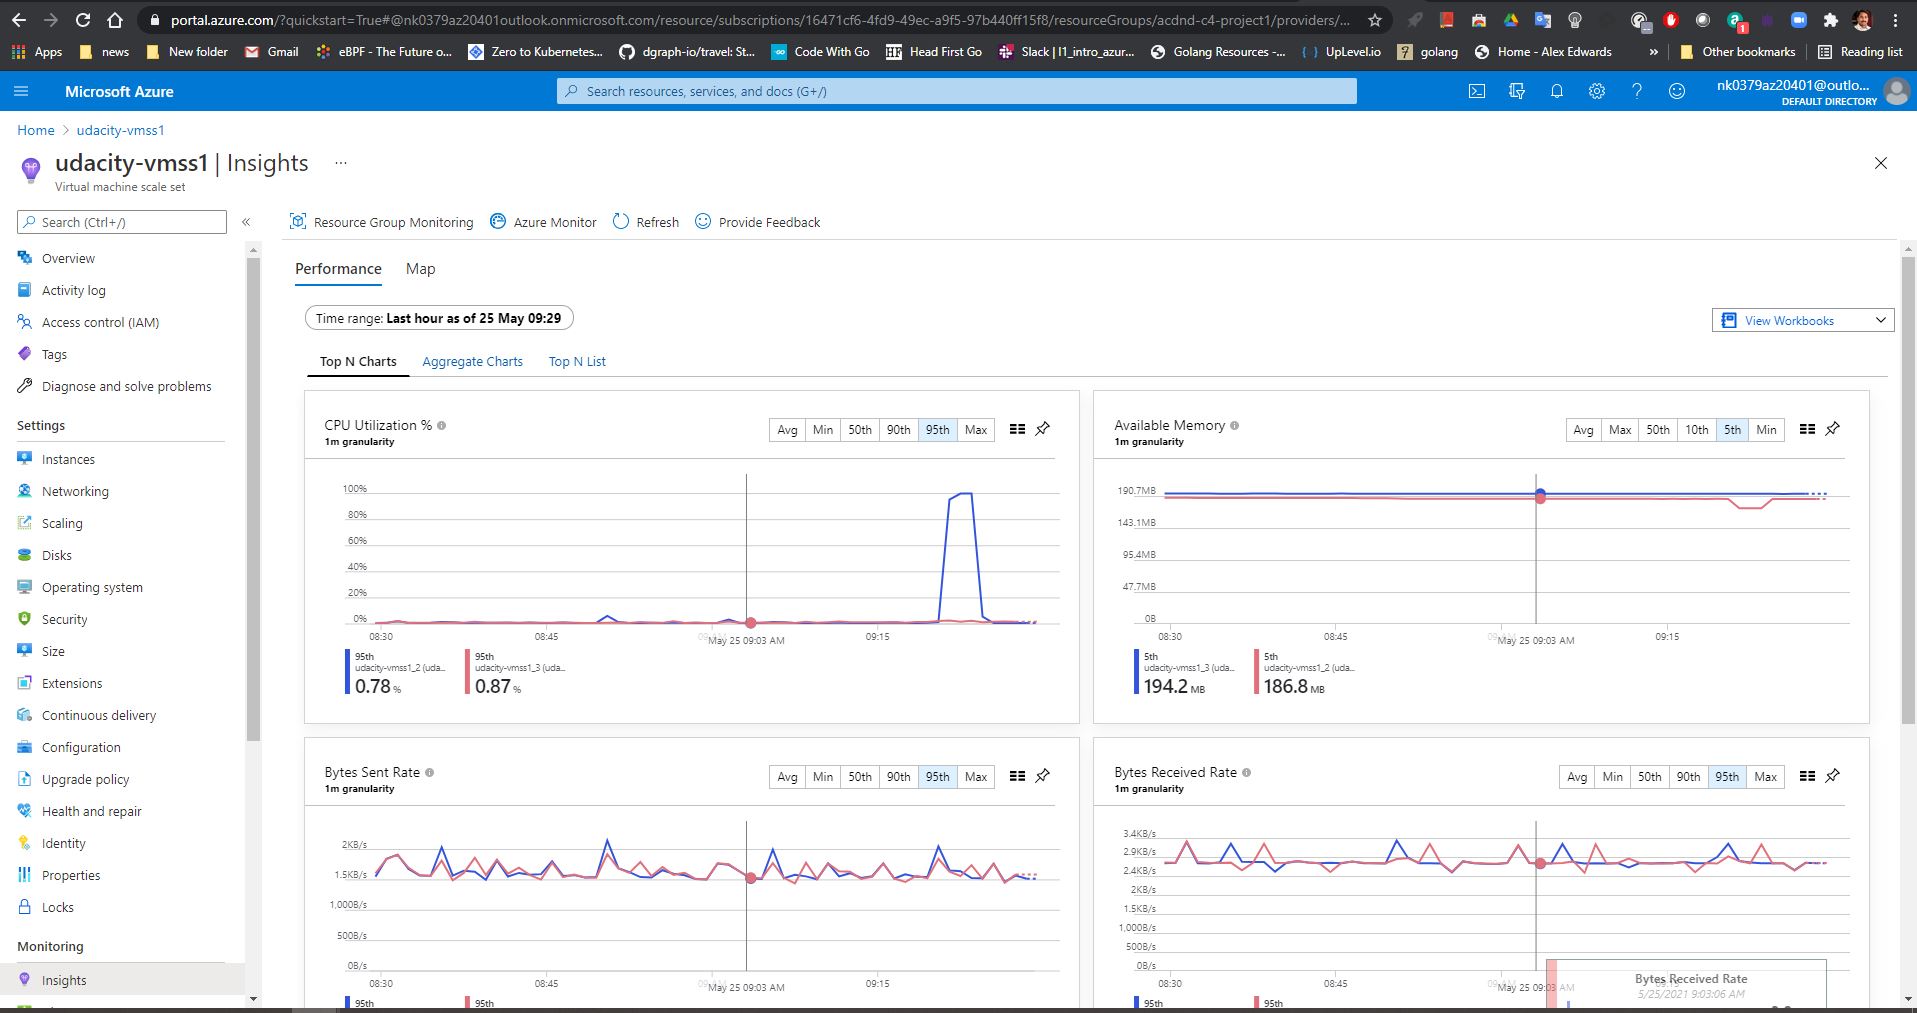 portal.azure.com/?quickstart=True#@nk0379az20401outlook.onmicrosoft.com/resource/subscriptions/16471cf6-4fd9-49ec-a9f5-97b440ff15f8/resourceGroups/acdnd-c4-project1/providers/...
Apps news New folder Gmail eBPF - The Future o... Zero to Kubernetes... dgraph-io/travel: St... Code With Go Head First Go Slack | l1_intro_azur... Golang Resources -... UpLevel.io golang Home - Alex Edwards » Other bookmarks Reading list
Microsoft Azure
Search resources, services, and docs (G+/)
nk0379az20401@outlo...
DEFAULT DIRECTORY
Home > udacity-vmss1
udacity-vmss1 | Insights ...
Virtual machine scale set
Search (Ctrl+/) «
Overview
Activity log
Access control (IAM)
Tags
Diagnose and solve problems
Settings
Instances
Networking
Scaling
Disks
Operating system
Security
Size
Extensions
Continuous delivery
Configuration
Upgrade policy
Health and repair
Identity
Properties
Locks
Monitoring
Insights
Resource Group Monitoring Azure Monitor Refresh Provide Feedback
Performance Map
Time range: Last hour as of 25 May 09:29
View Workbooks
Top N Charts Aggregate Charts Top N List
CPU Utilization %
1m granularity
Avg Min 50th 90th 95th Max
100%
80%
60%
40%
20%
0%
08:30 08:45 09:15
May 25 09:03 AM
95th
udacity-vmss1_2 (uda...
0.78 %
95th
udacity-vmss1_3 (uda...
0.87 %
Available Memory
1m granularity
Avg Max 50th 10th 5th Min
190.7MB
143.1MB
95.4MB
47.7MB
0B
08:30 08:45 09:15
May 25 09:03 AM
5th
udacity-vmss1_3 (uda...
194.2 MB
5th
udacity-vmss1_2 (uda...
186.8 MB
Bytes Sent Rate
1m granularity
Avg Min 50th 90th 95th Max
2KB/s
1.5KB/s
1,000B/s
500B/s
0B/s
08:30 08:45 09:15
May 25 09:03 AM
95th 95th
Bytes Received Rate
1m granularity
Avg Min 50th 90th 95th Max
3.4KB/s
2.9KB/s
2.4KB/s
2KB/s
1.5KB/s
1,000B/s
500B/s
0B/s
08:30 08:45 09:15
May 25 09:03 AM
95th 95th
Bytes Received Rate
5/25/2021 9:03:06 AM